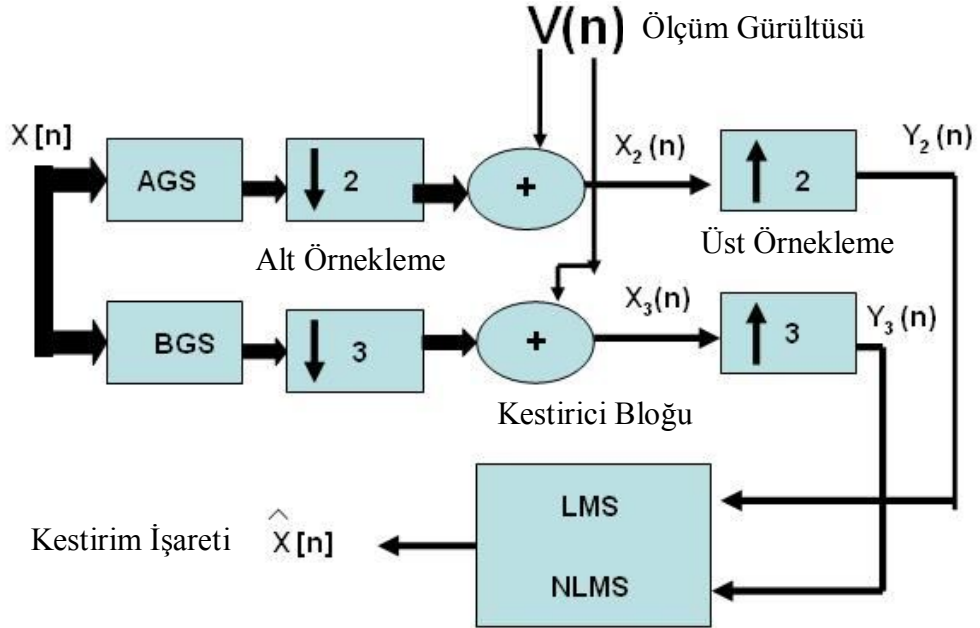 V(n) Ölçüm Gürültüsü
X [n]
AGS
2
X2 (n)
2
Y2 (n)
+
Alt Örnekleme
Üst Örnekleme
BGS
3
+
X3(n)
3
Y3 (n)
Kestirici Bloğu
LMS
Kestirim İşareti X̂ [n]
NLMS